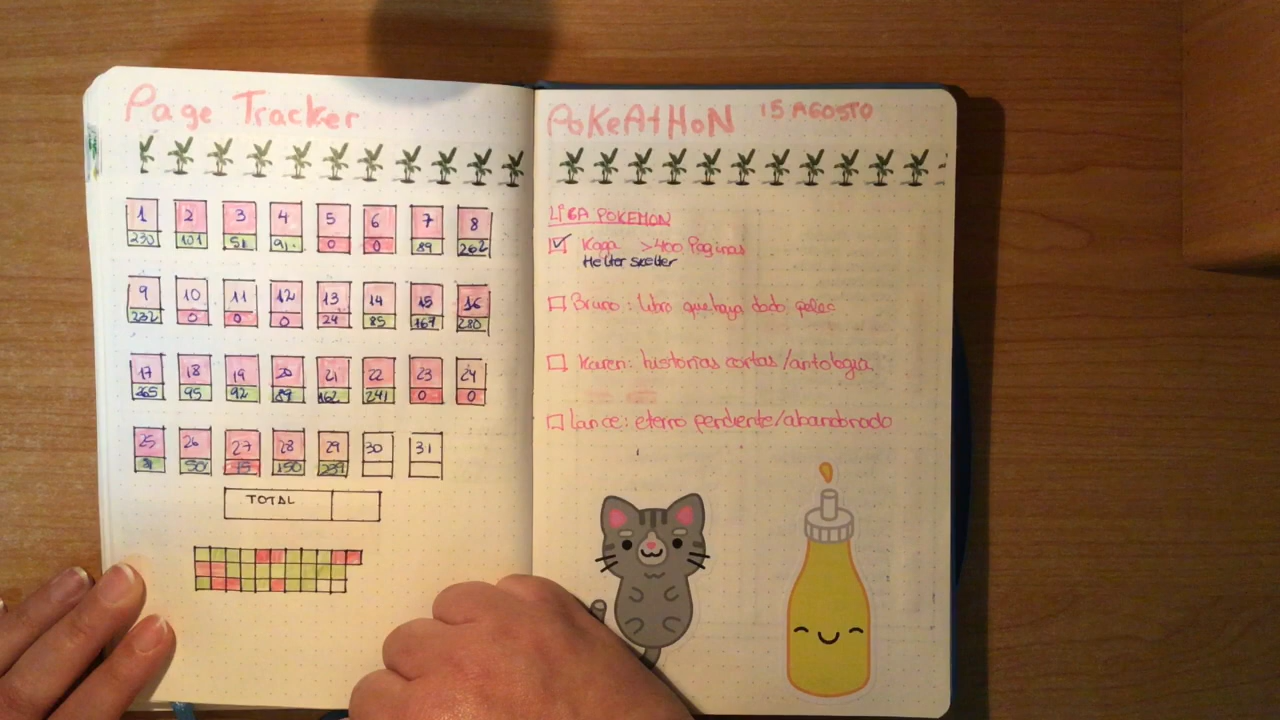 Page Tracker
1 2 3 4 5 6 7 8
230 101 51 91 0 0 89 262
9 10 11 12 13 14 15 16
232 0 0 0 24 85 167 280
17 18 19 20 21 22 23 24
265 95 92 89 162 241 0 0
25 26 27 28 29 30 31
50 15 150 239
TOTAL
POKEATHON 15 AGOSTO
LIGA POKEMON
Koga >400 Paginas
Helter skelter
Bruno: libro que haya dado
Karen: historias cortas/antologia
Lance: eterno pendiente/abandonado